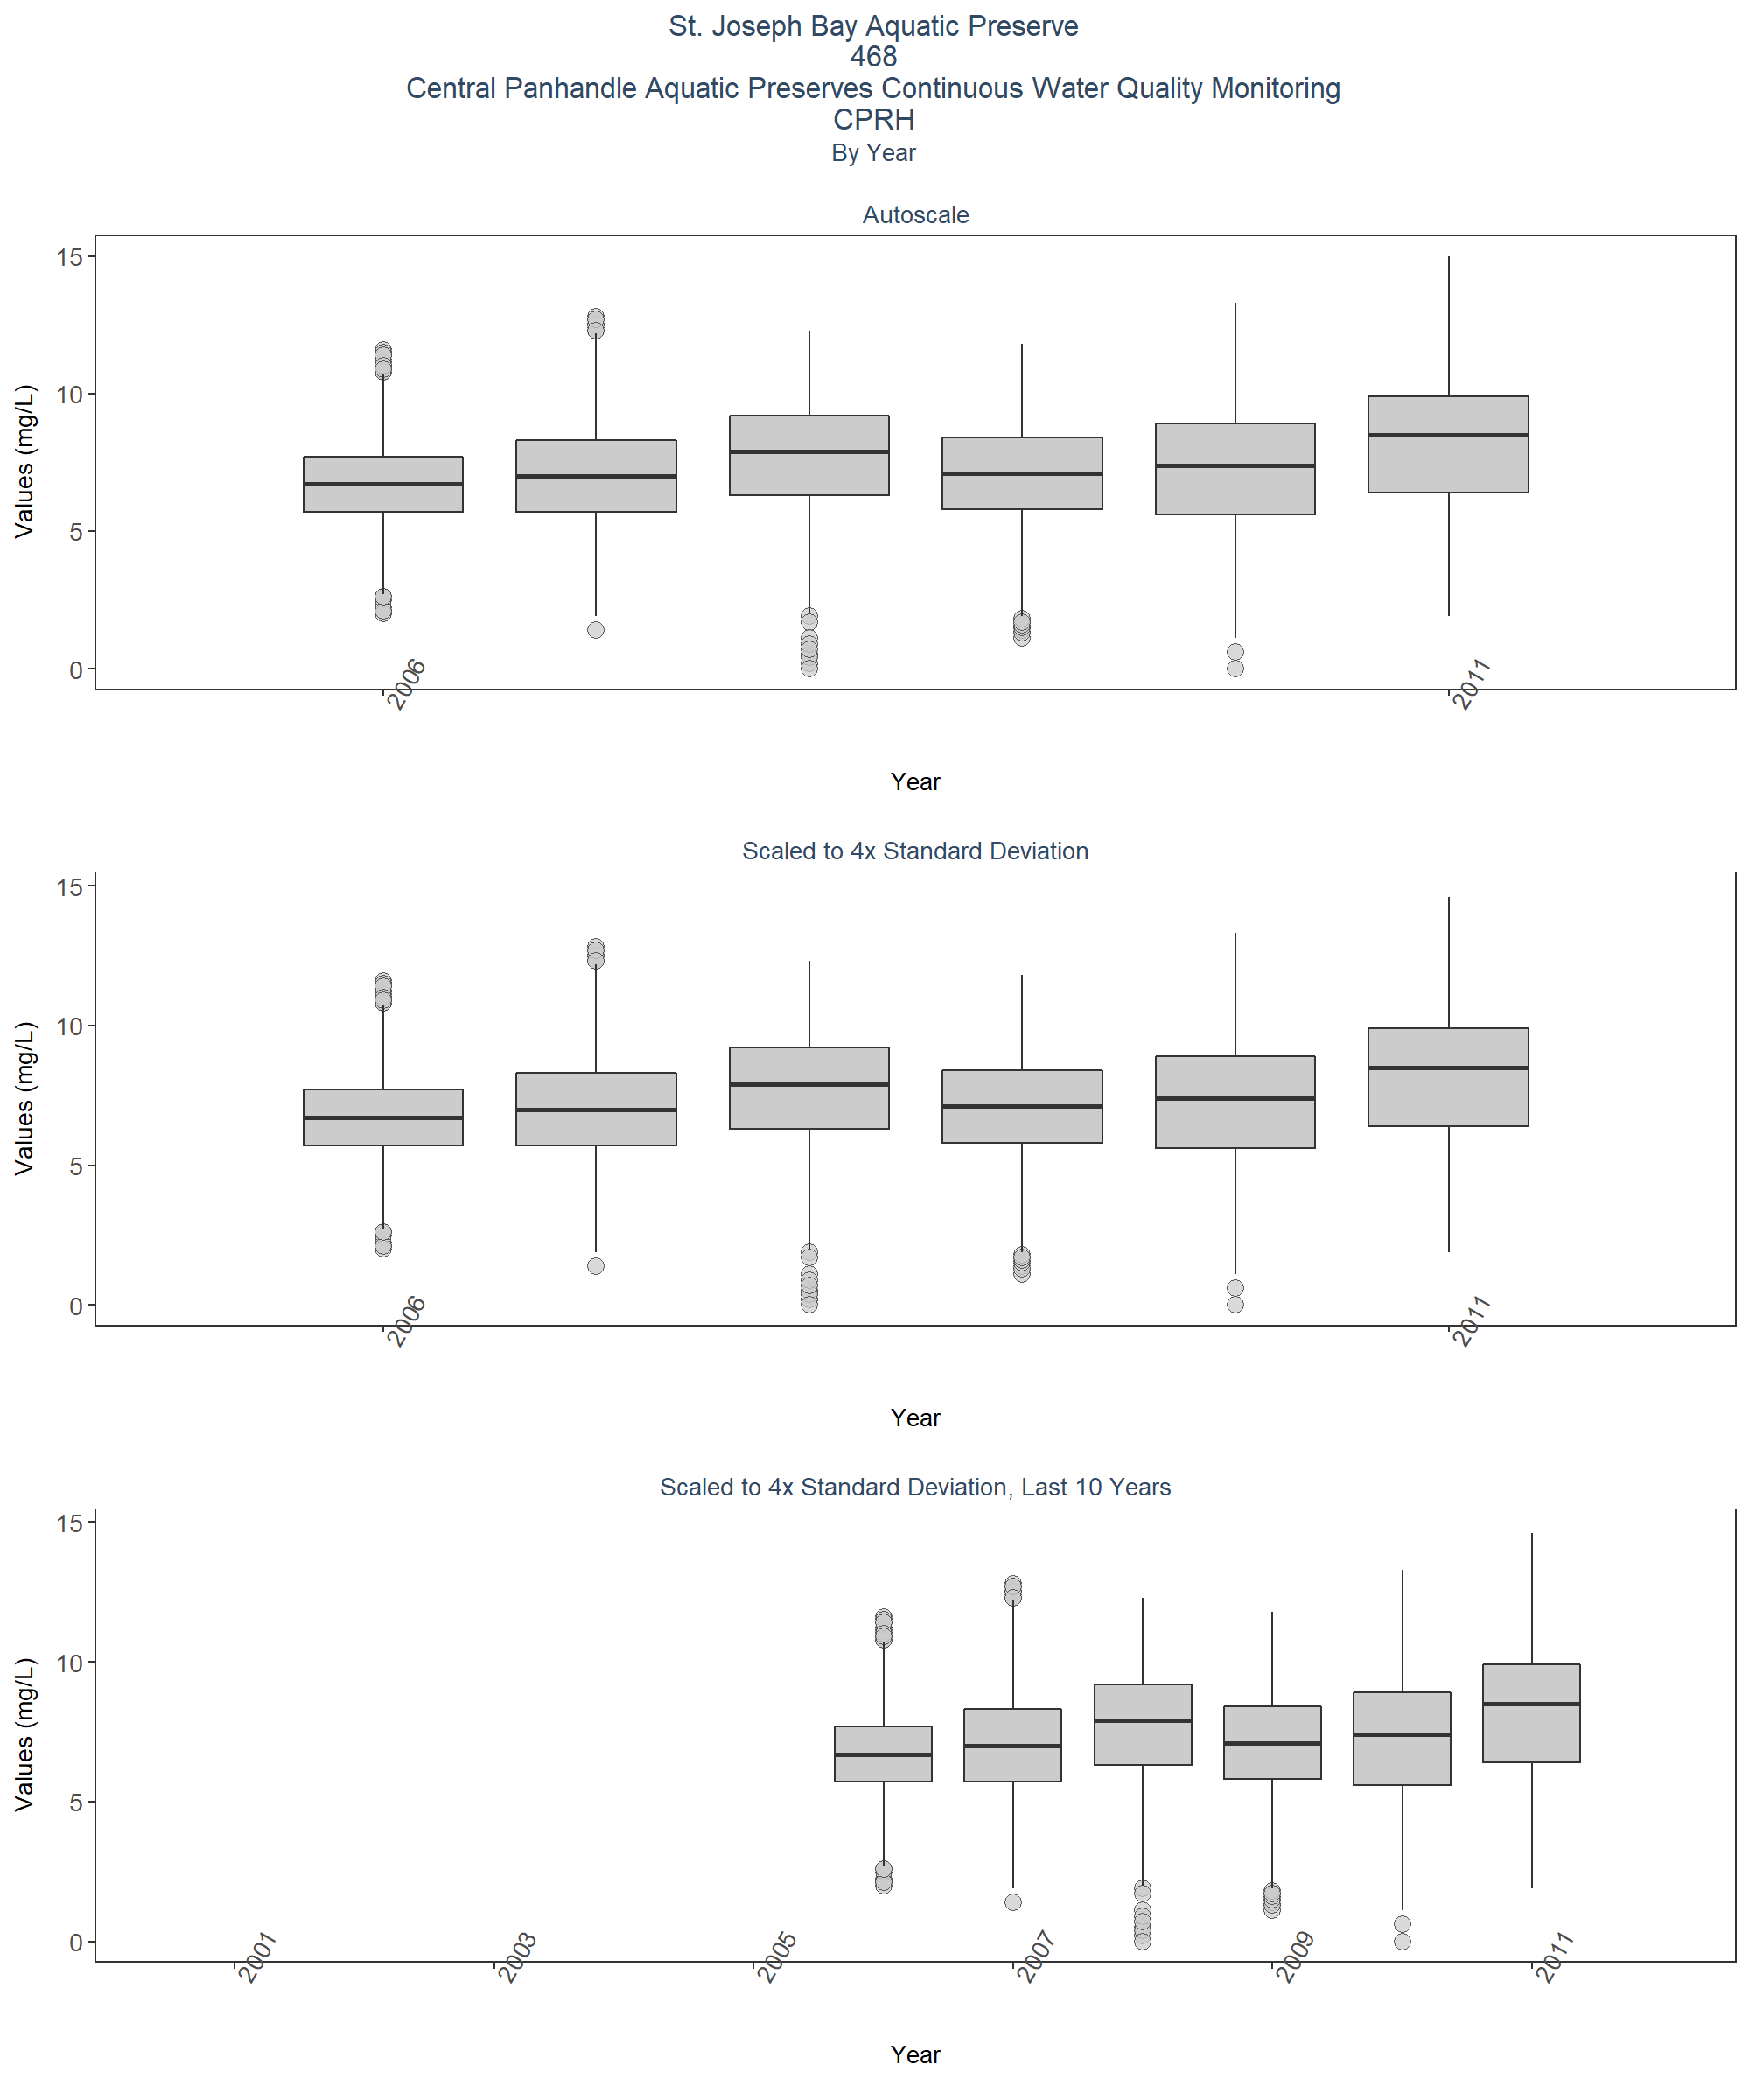 St. Joseph Bay Aquatic Preserve
468
Central Panhandle Aquatic Preserves Continuous Water Quality Monitoring
CPRH
By Year
Autoscale
Values (mg/L)
15
10
5
0
2006
2011
Year
Scaled to 4x Standard Deviation
Values (mg/L)
15
10
5
0
2006
2011
Year
Scaled to 4x Standard Deviation, Last 10 Years
Values (mg/L)
15
10
5
0
2001
2003
2005
2007
2009
2011
Year